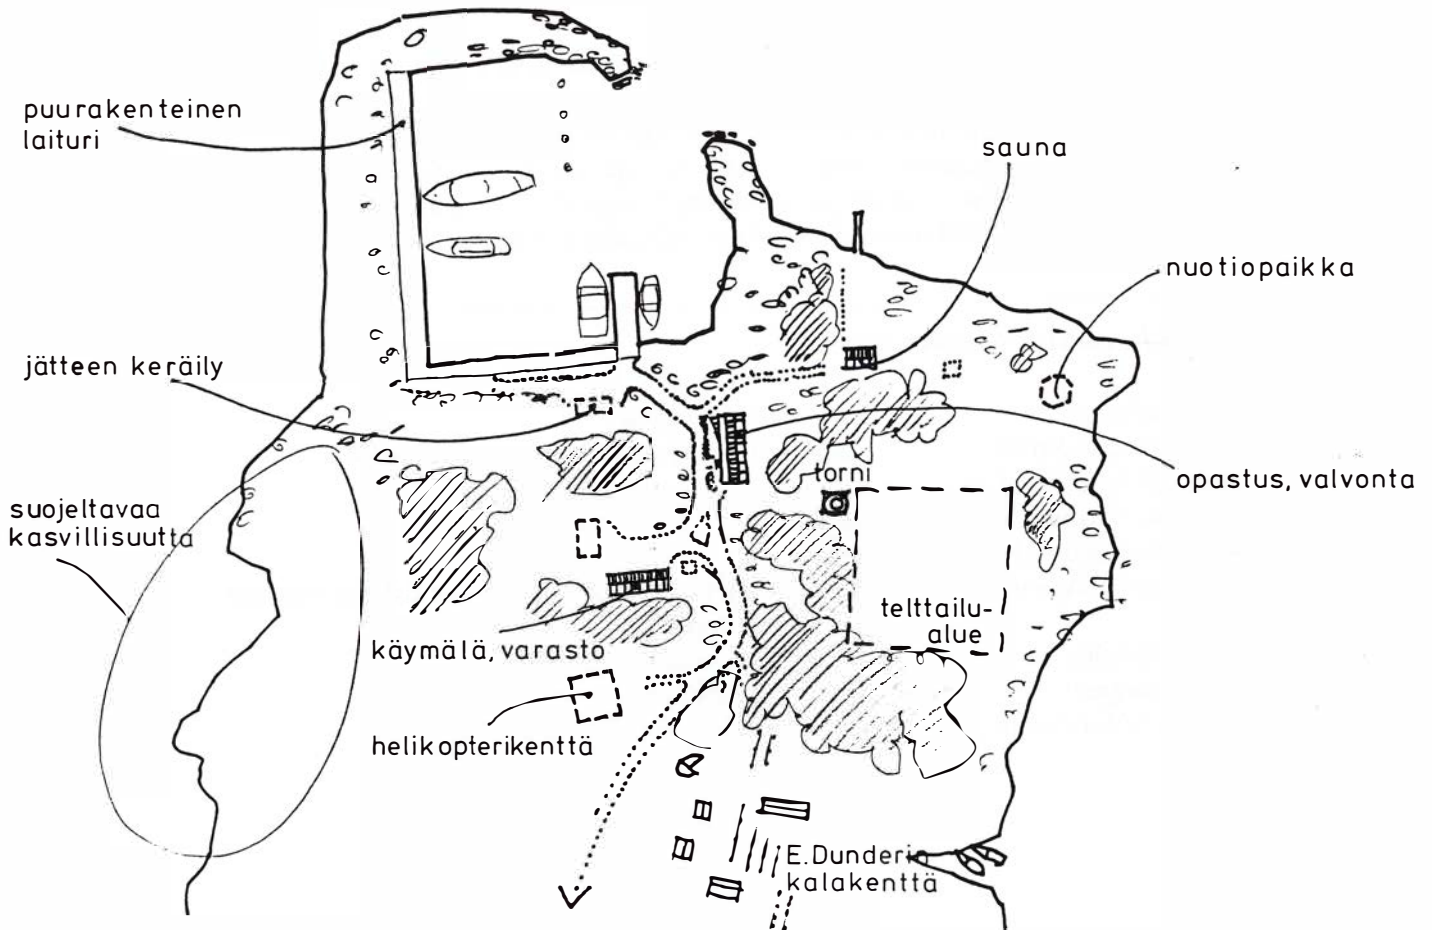 puurakenteinen
laituri
sauna
nuotiopaikka
jätteen keräily
torni
opastus, valvonta
suojeltavaa
kasvillisuutta
telttailu-
alue
käymälä, varasto
helikopterikenttä
E. Dunderin
kalakenttä